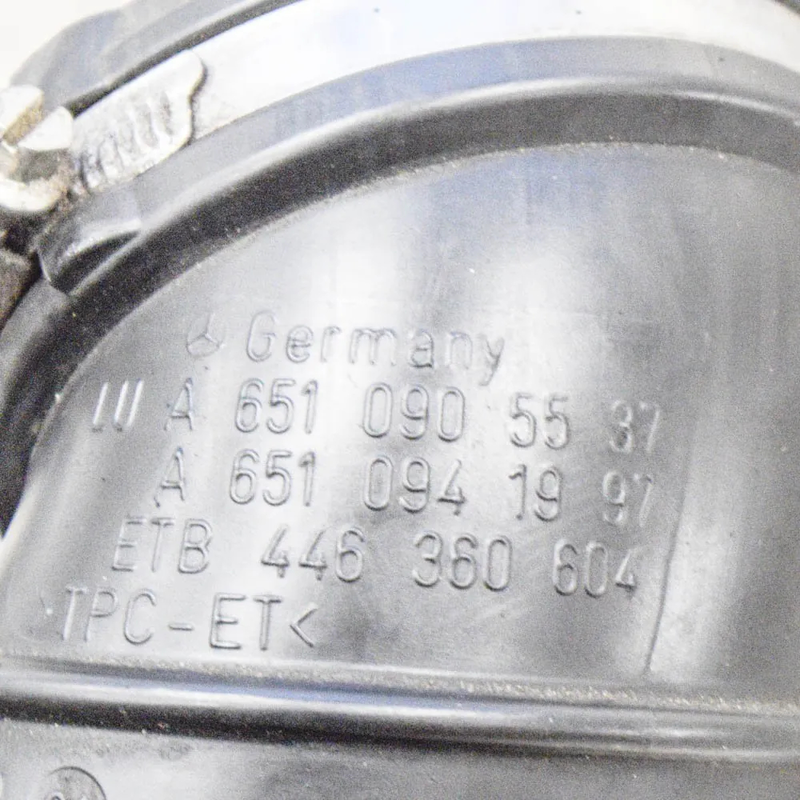 Germany
A 651 090 55 37
A 651 094 19 97
ETB 446 360 604
>TPC-ET<